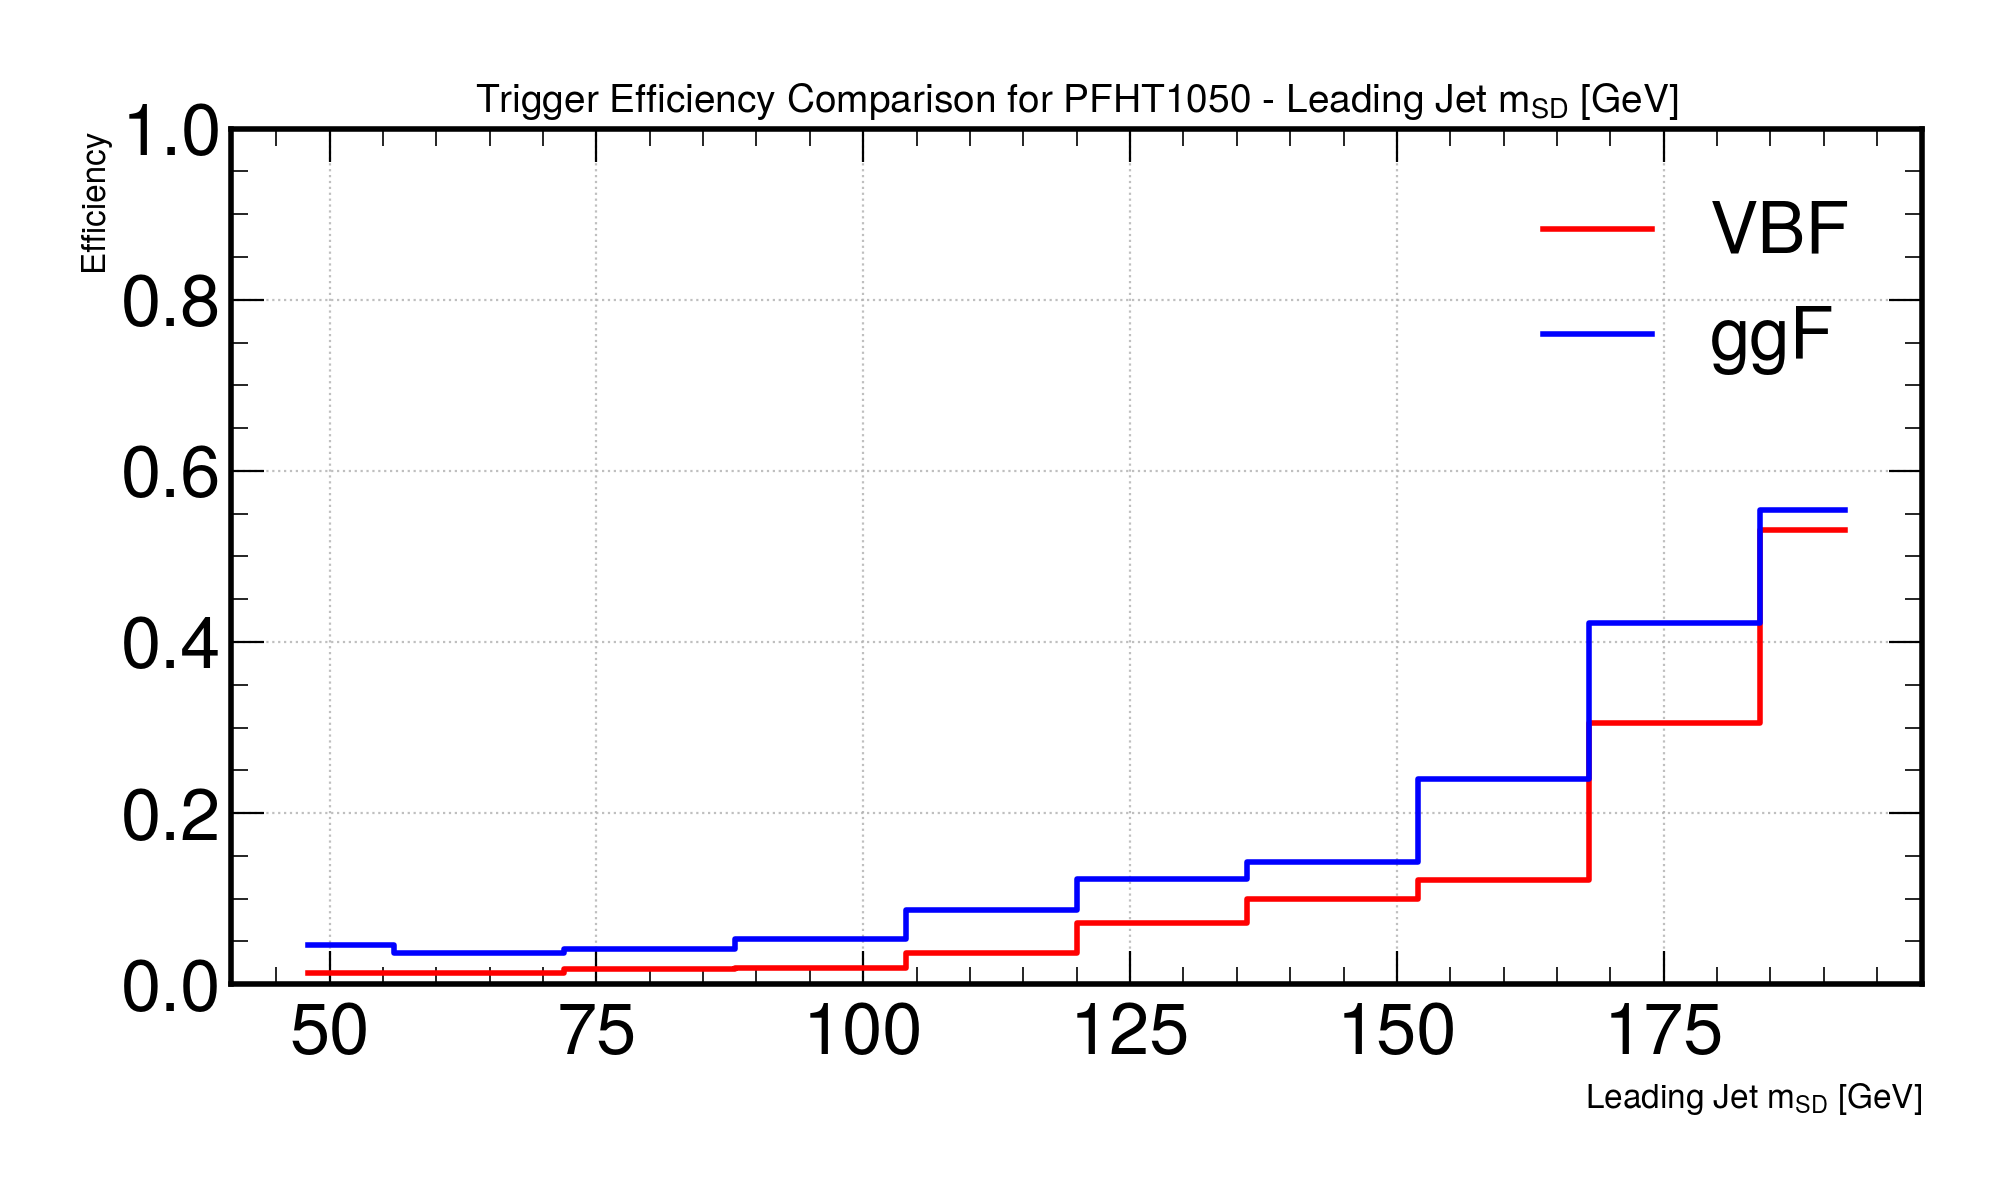 Trigger Efficiency Comparison for PFHT1050 - Leading Jet m_SD [GeV]
Efficiency
1.0
0.8
0.6
0.4
0.2
0.0
VBF
ggF
50 75 100 125 150 175
Leading Jet m_SD [GeV]